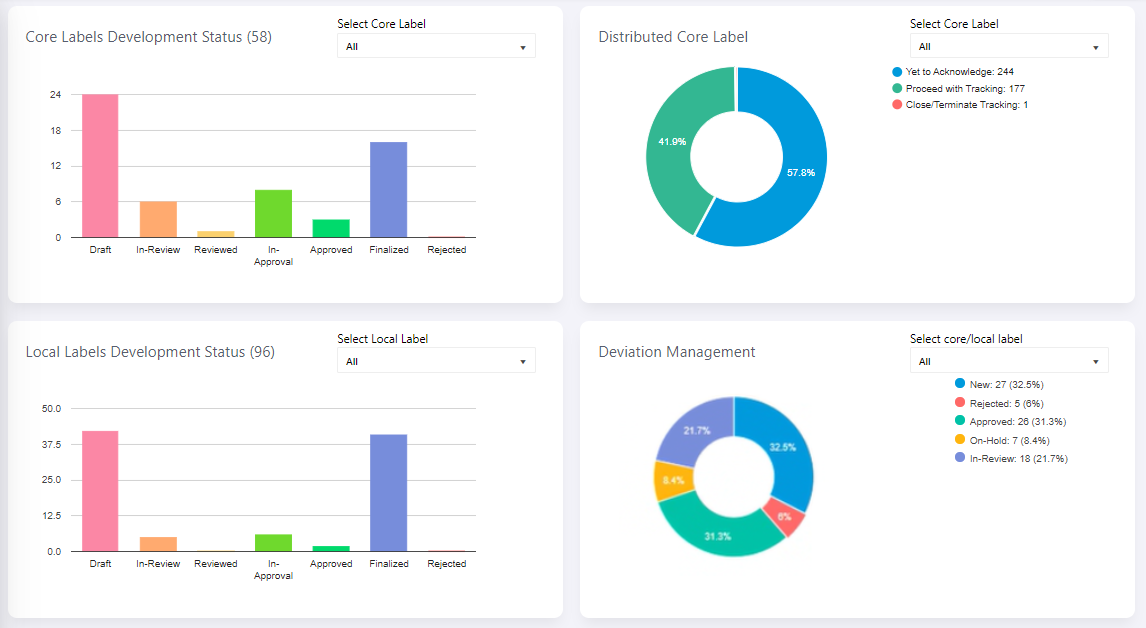 Core Labels Development Status (58)
Select Core Label
All
24
18
12
6
0
Draft
In-Review
Reviewed
In-
Approval
Approved
Finalized
Rejected
Distributed Core Label
Select Core Label
All
Yet to Acknowledge: 244
Proceed with Tracking: 177
Close/Terminate Tracking: 1
41.9%
57.8%
Local Labels Development Status (96)
Select Local Label
All
50.0
37.5
25.0
12.5
0.0
Draft
In-Review
Reviewed
In-
Approval
Approved
Finalized
Rejected
Deviation Management
Select core/local label
All
New: 27 (32.5%)
Rejected: 5 (6%)
Approved: 26 (31.3%)
On-Hold: 7 (8.4%)
In-Review: 18 (21.7%)
21.7%
32.5%
8.4%
6%
31.3%